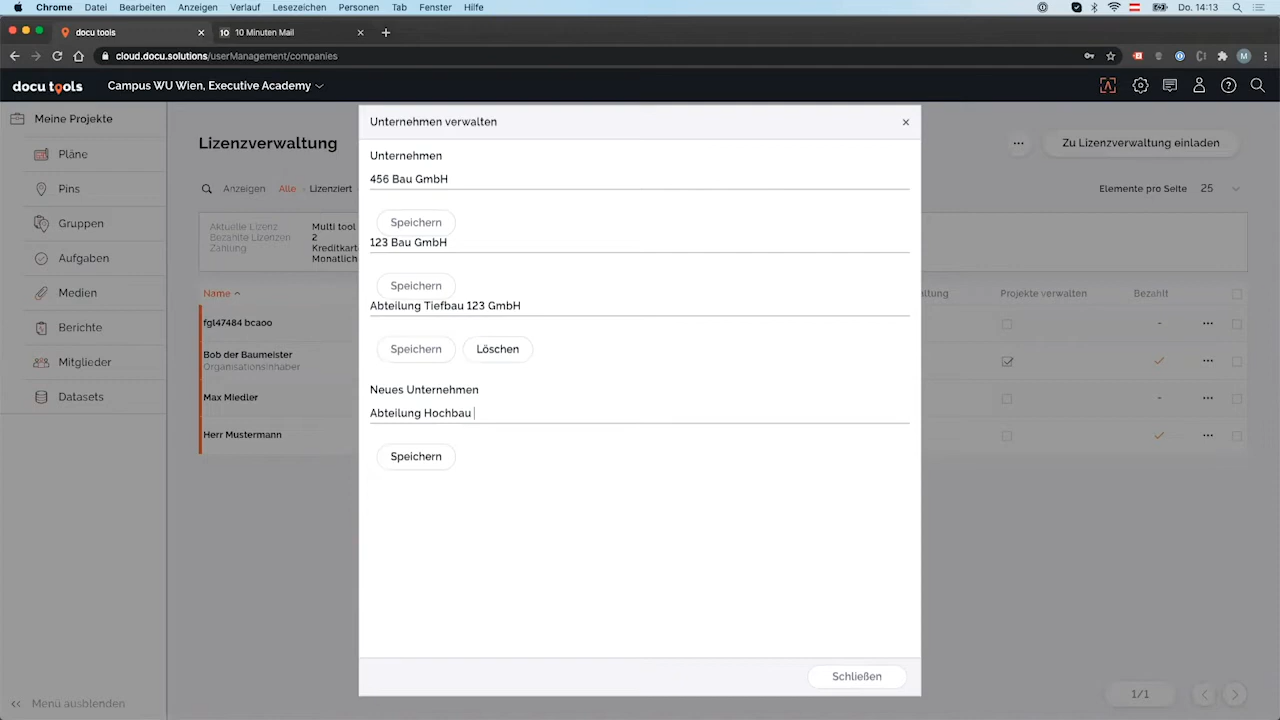 Chrome Datei Bearbeiten Anzeigen Verlauf Lesezeichen Personen Tab Fenster Hilfe Do. 14:13
docu tools 10 Minuten Mail
cloud.docu.solutions/userManagement/companies
docu tools Campus WU Wien, Executive Academy
Meine Projekte
Pläne
Pins
Gruppen
Aufgaben
Medien
Berichte
Mitglieder
Datasets
Menü ausblenden
Lizenzverwaltung
Zu Lizenzverwaltung einladen
Anzeigen Alle Lizenziert
Elemente pro Seite 25
Aktuelle Lizenz Multi tool
Bezahlte Lizenzen 2
Zahlung Kreditkart
Monatlich
Name
ltung Projekte verwalten Bezahlt
fgl47484 bcaoo
Bob der Baumeister
Organisationsinhaber
Max Miedler
Herr Mustermann
Unternehmen verwalten
Unternehmen
456 Bau GmbH
Speichern
123 Bau GmbH
Speichern
Abteilung Tiefbau 123 GmbH
Speichern Löschen
Neues Unternehmen
Abteilung Hochbau
Speichern
Schließen
1/1